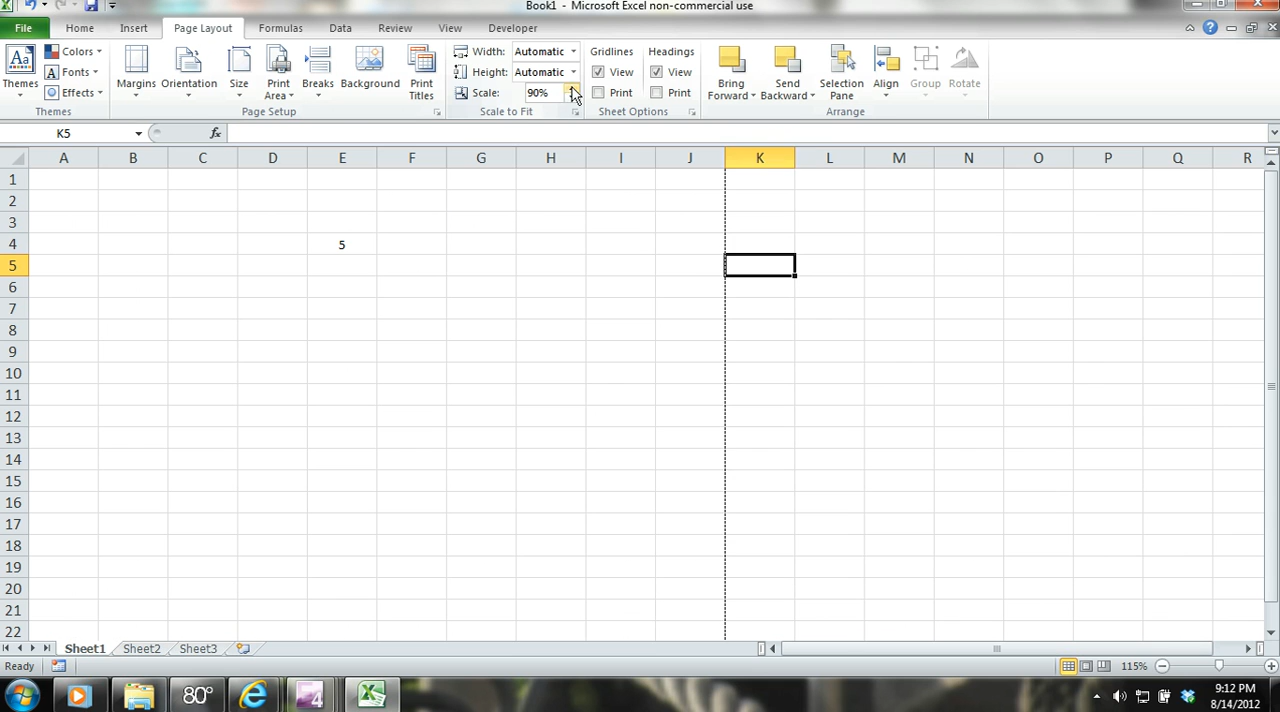 Book1 - Microsoft Excel non-commercial use
File Home Insert Page Layout Formulas Data Review View Developer
Themes Colors Fonts Effects Margins Orientation Size Print Area Breaks Background Print Titles Width: Automatic Height: Automatic Scale: 90% Gridlines View Print Headings View Print Bring Forward Send Backward Selection Pane Align Group Rotate
Themes Page Setup Scale to Fit Sheet Options Arrange
K5 fx
A B C D E F G H I J K L M N O P Q R
1
2
3
4 5
5
6
7
8
9
10
11
12
13
14
15
16
17
18
19
20
21
22
Sheet1 Sheet2 Sheet3
Ready 115%
80° 9:12 PM
8/14/2012